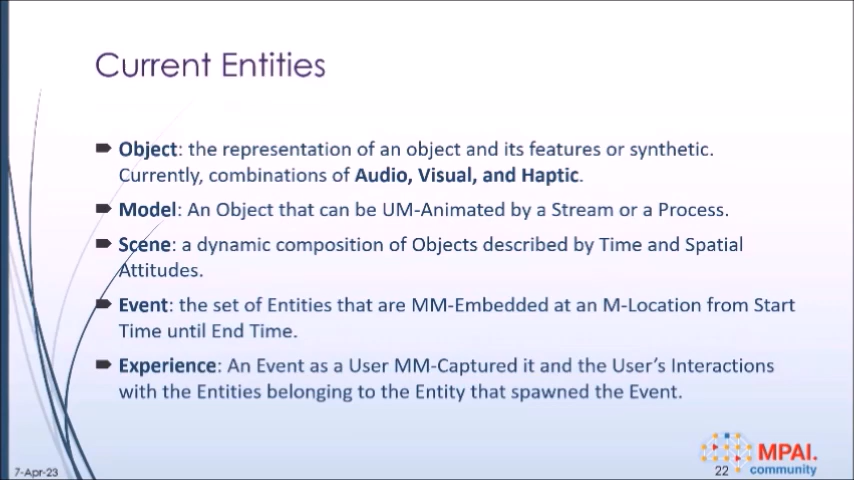 Current Entities
Object: the representation of an object and its features or synthetic.
Currently, combinations of Audio, Visual, and Haptic.
Model: An Object that can be UM-Animated by a Stream or a Process.
Scene: a dynamic composition of Objects described by Time and Spatial
Attitudes.
Event: the set of Entities that are MM-Embedded at an M-Location from Start
Time until End Time.
Experience: An Event as a User MM-Captured it and the User's Interactions
with the Entities belonging to the Entity that spawned the Event.
7-Apr-23
22
MPAI.
community